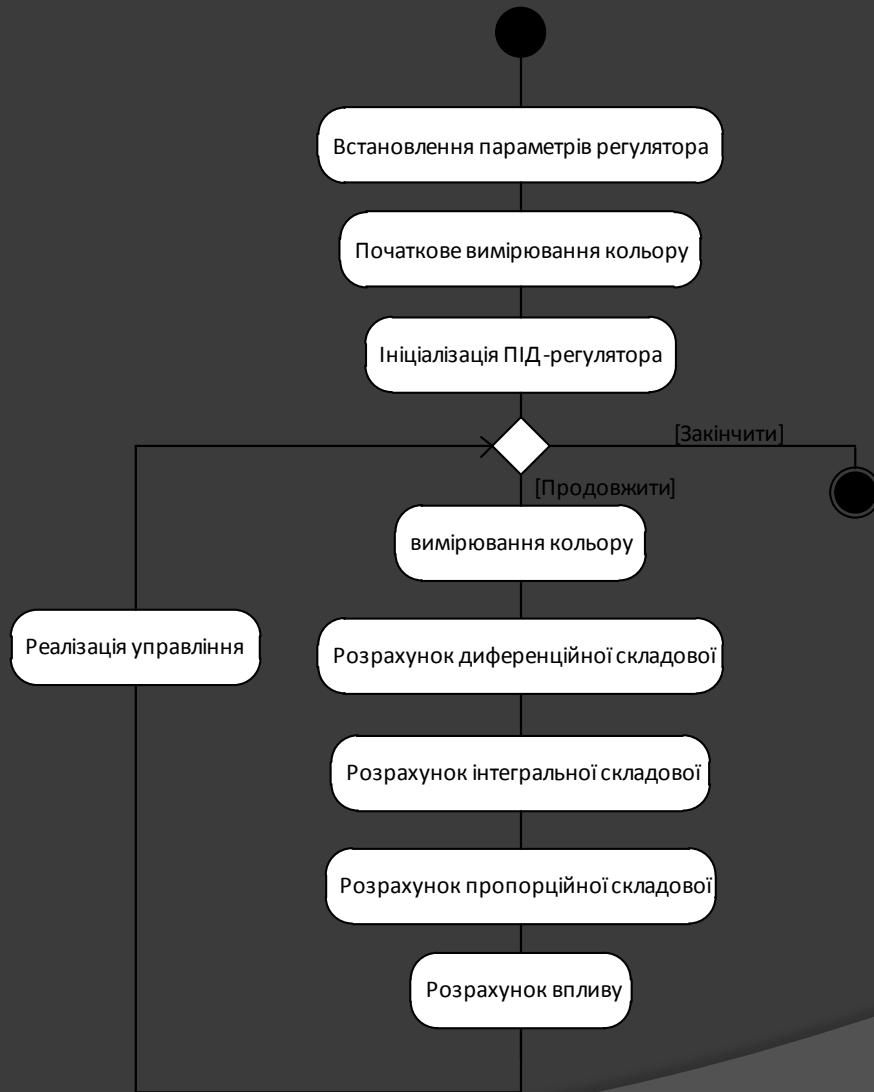 Встановлення параметрів регулятора
Початкове вимірювання кольору
Ініціалізація ПІД-регулятора
[Закінчити]
[Продовжити]
вимірювання кольору
Реалізація управління
Розрахунок диференційної складової
Розрахунок інтегральної складової
Розрахунок пропорційної складової
Розрахунок впливу